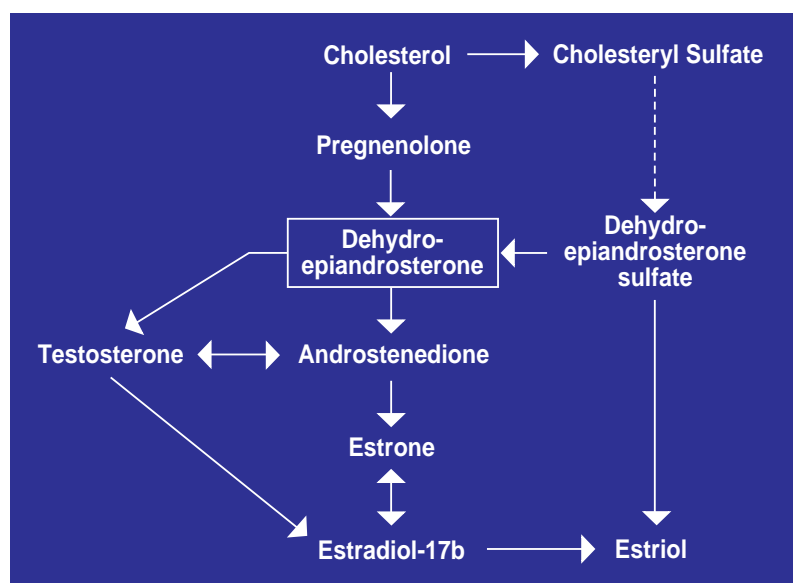 Cholesterol
Cholesteryl Sulfate
Pregnenolone
Dehydro-
epiandrosterone
Dehydro-
epiandrosterone
sulfate
Testosterone
Androstenedione
Estrone
Estradiol-17b
Estriol